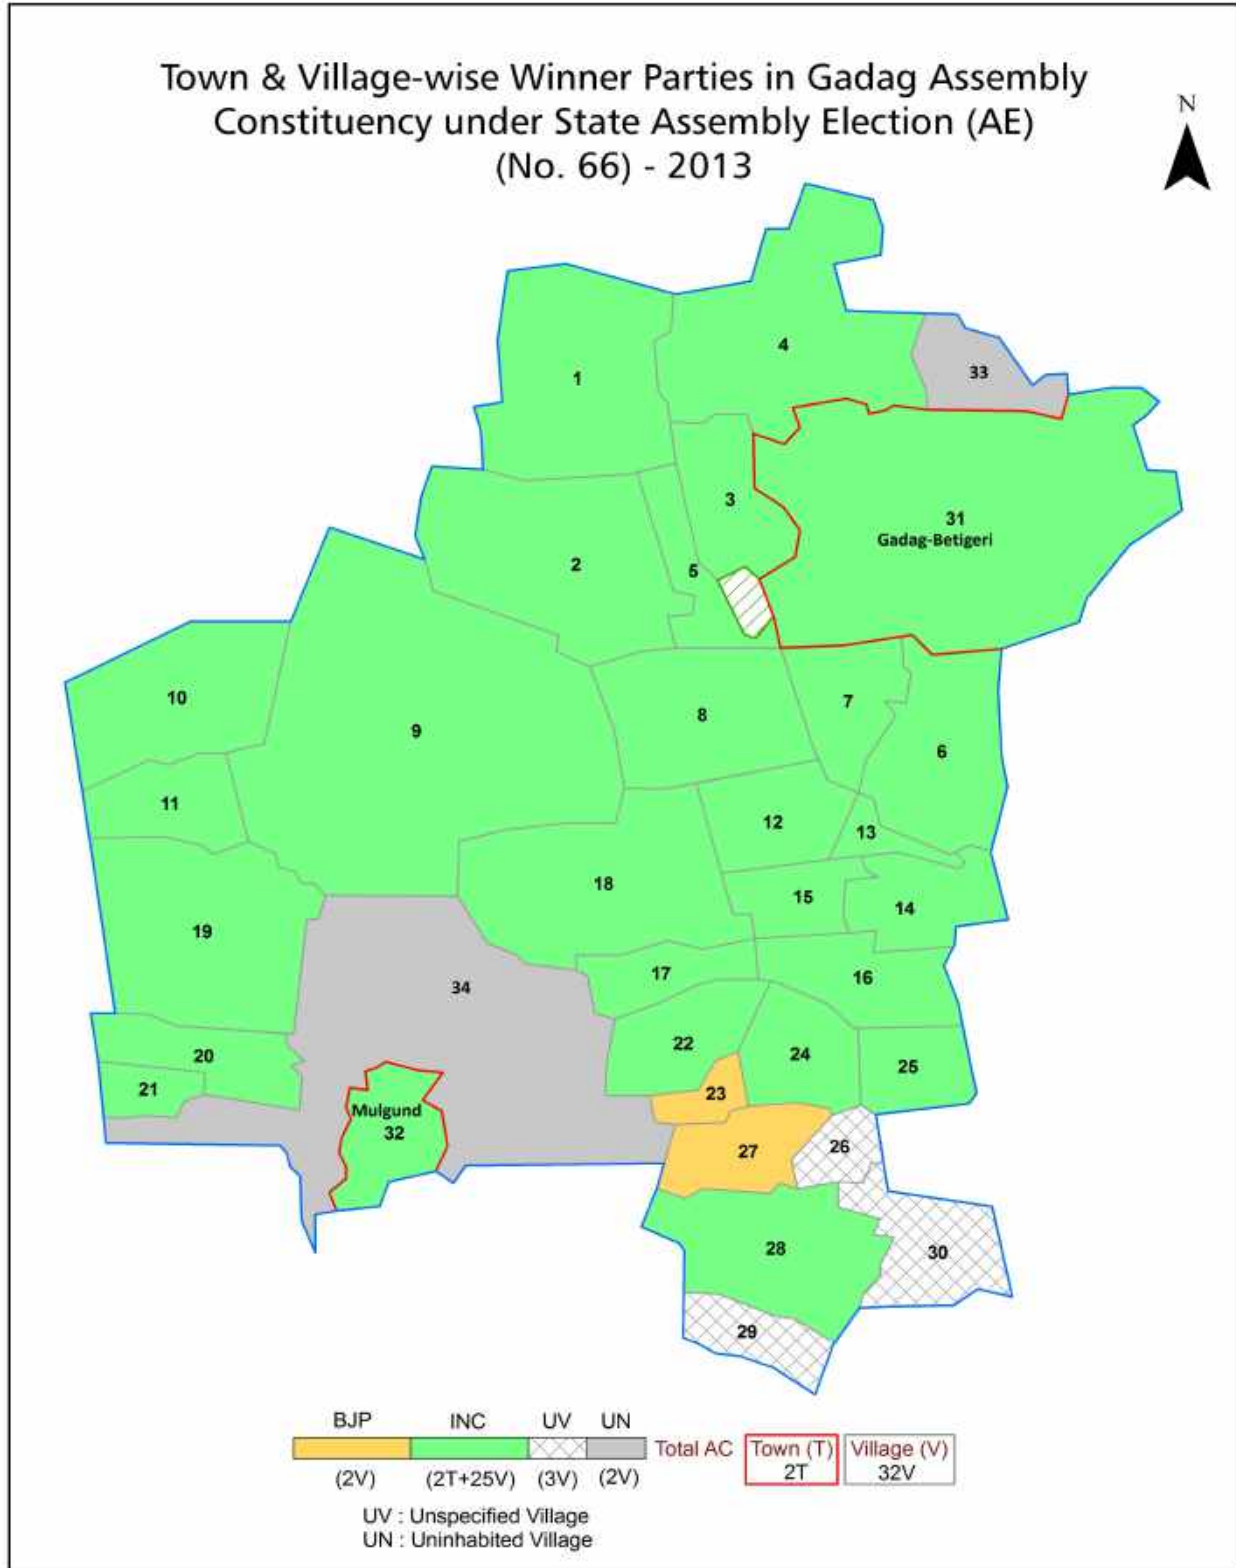 Town & Village-wise Winner Parties in Gadag Assembly
Constituency under State Assembly Election (AE)
(No. 66) - 2013
N
4
33
1
3
31
Gadag-Betigeri
2
5
10
7
8
9
6
11
12
13
18
15
14
19
17
16
34
22
24
20
25
21
23
Mulgund
32
26
27
28
30
29
BJP INC UV UN
Total AC Town (T) Village (V)
2T 32V
(2V) (2T+25V) (3V) (2V)
UV : Unspecified Village
UN : Uninhabited Village